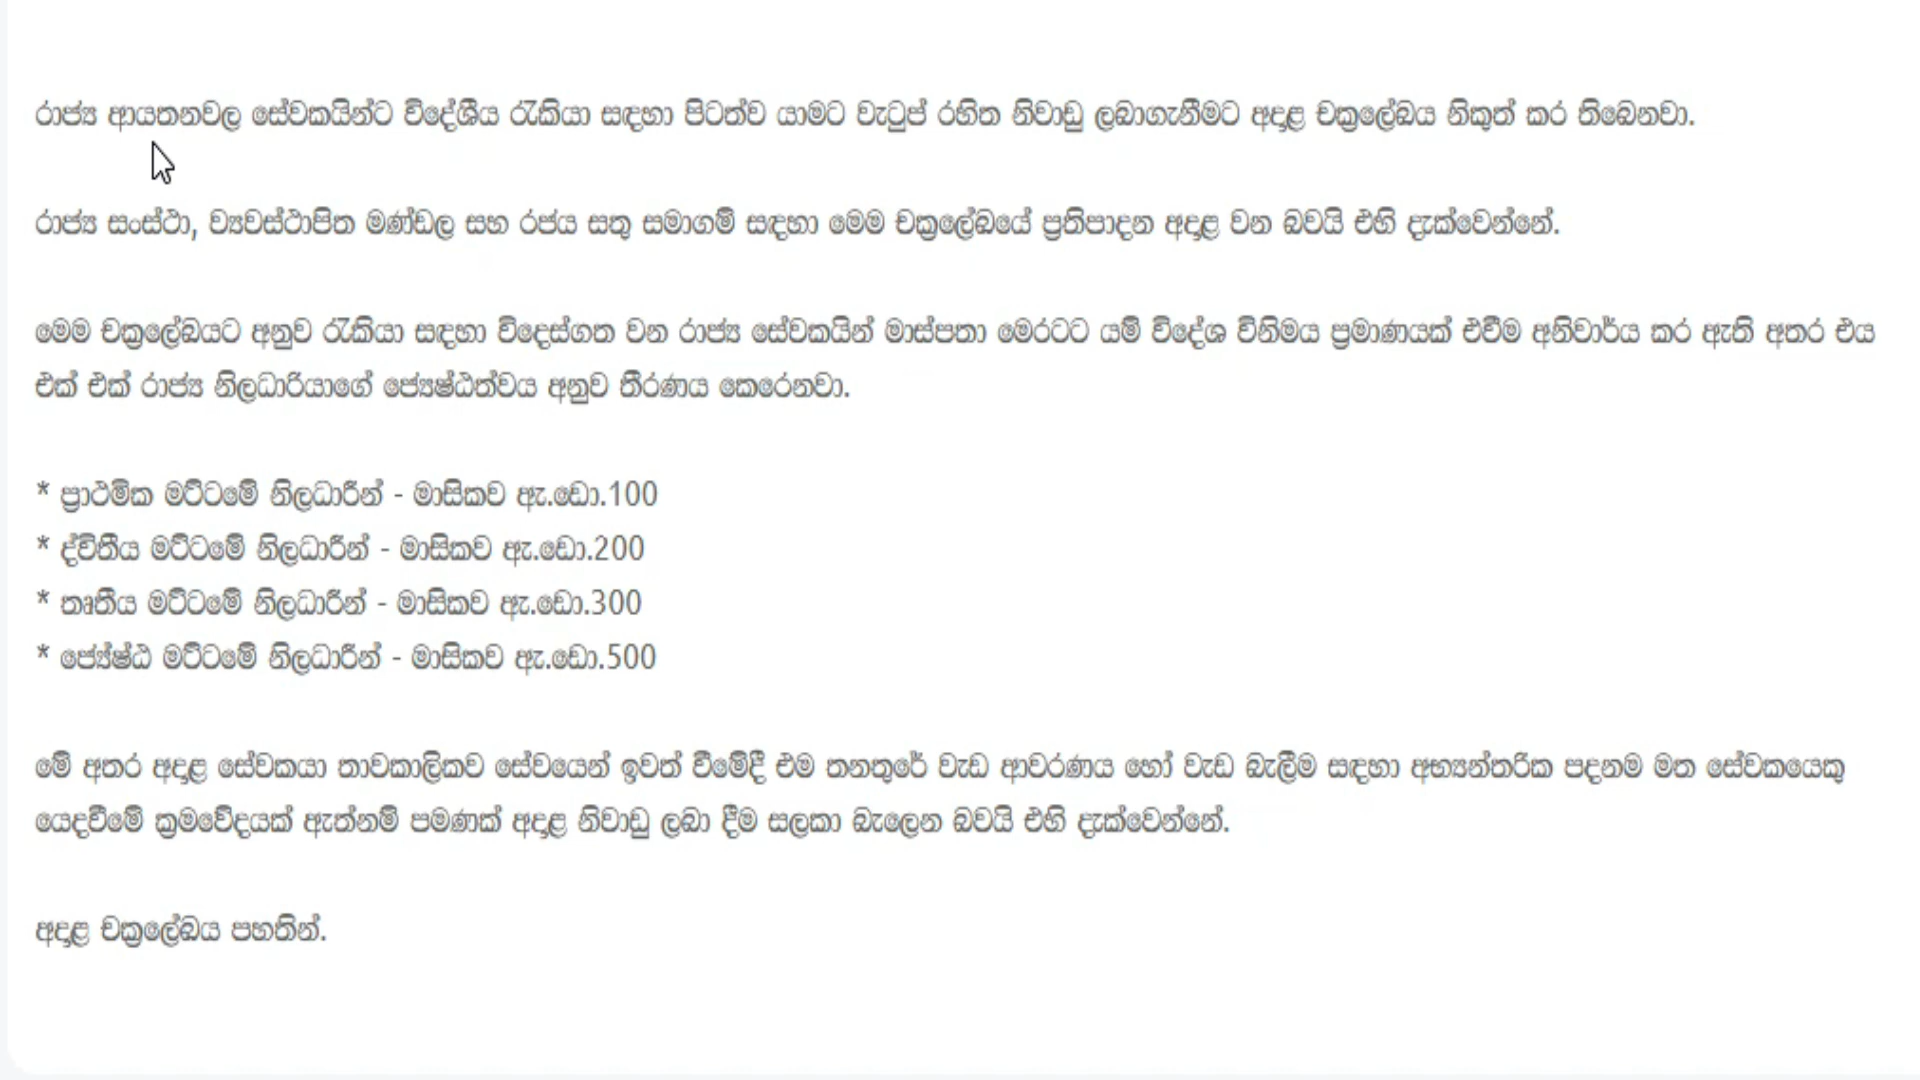 රාජ්‍ය ආයතනවල සේවකයින්ට විදේශීය රැකියා සඳහා පිටත්ව යාමට වැටුප් රහිත නිවාඩු ලබාගැනීමට අදාළ චක්‍රලේඛය නිකුත් කර තිබෙනවා.
රාජ්‍ය සංස්ථා, ව්‍යවස්ථාපිත මණ්ඩල සහ රජය සතු සමාගම් සඳහා මෙම චක්‍රලේඛයේ ප්‍රතිපාදන අදාළ වන බවයි එහි දැක්වෙන්නේ.
මෙම චක්‍රලේඛයට අනුව රැකියා සඳහා විදෙස්ගත වන රාජ්‍ය සේවකයින් මාස්පතා මෙරටට යම් විදේශ විනිමය ප්‍රමාණයක් එවීම අනිවාර්ය කර ඇති අතර එය
එක් එක් රාජ්‍ය නිලධාරියාගේ ජ්‍යෙෂ්ඨත්වය අනුව තීරණය කෙරෙනවා.
* ප්‍රාථමික මට්ටමේ නිලධාරීන් - මාසිකව ඇ.ඩො.100
* ද්විතීය මට්ටමේ නිලධාරීන් - මාසිකව ඇ.ඩො.200
* තෘතීය මට්ටමේ නිලධාරීන් - මාසිකව ඇ.ඩො.300
* ජ්‍යේෂ්ඨ මට්ටමේ නිලධාරීන් - මාසිකව ඇ.ඩො.500
මේ අතර අදාළ සේවකයා තාවකාලිකව සේවයෙන් ඉවත් වීමේදී එම තනතුරේ වැඩ ආවරණය හෝ වැඩ බැලීම සඳහා අභ්‍යන්තරික පදනම මත සේවකයෙකු
යෙදවීමේ ක්‍රමවේදයක් ඇත්නම් පමණක් අදාළ නිවාඩු ලබා දීම සලකා බැලෙන බවයි එහි දැක්වෙන්නේ.
අදාළ චක්‍රලේඛය පහතින්.